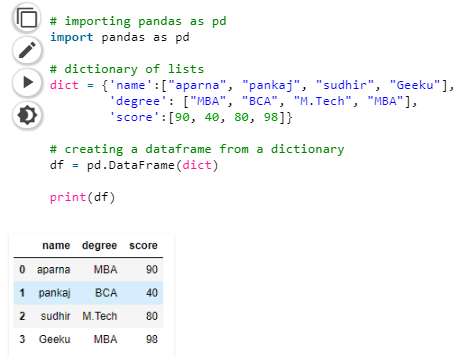 # importing pandas as pd
import pandas as pd
# dictionary of lists
dict = {'name':["aparna", "pankaj", "sudhir", "Geeku"],
'degree': ["MBA", "BCA", "M.Tech", "MBA"],
'score':[90, 40, 80, 98]}
# creating a dataframe from a dictionary
df = pd.DataFrame(dict)
print(df)
name degree score
0 aparna MBA 90
1 pankaj BCA 40
2 sudhir M.Tech 80
3 Geeku MBA 98